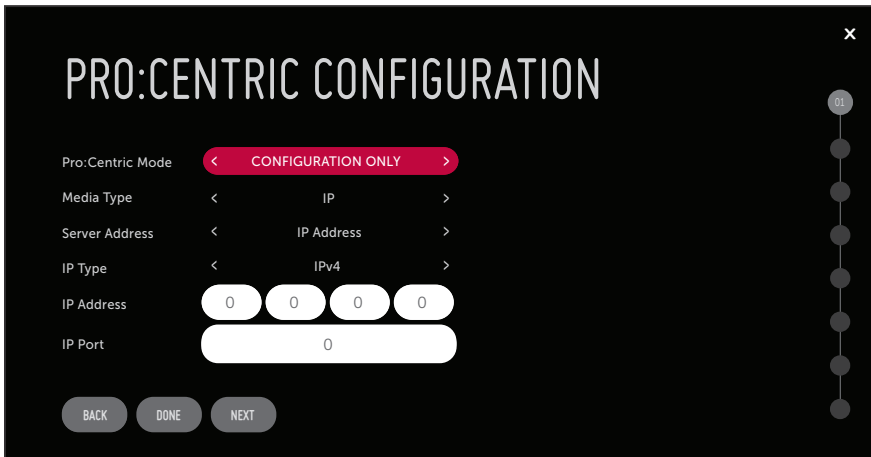 X
PRO:CENTRIC CONFIGURATION
01
Pro:Centric Mode < CONFIGURATION ONLY >
Media Type < IP >
Server Address < IP Address >
IP Type < IPv4 >
IP Address 0 0 0 0
IP Port 0
BACK DONE NEXT